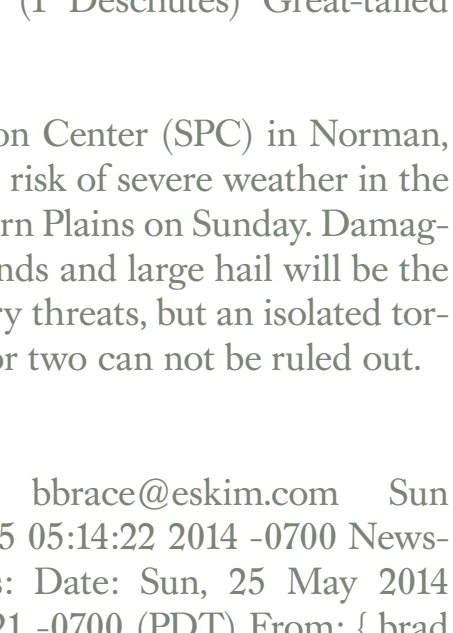 (1 Deschutes) Great-tailed
on Center (SPC) in Norman,
risk of severe weather in the
rn Plains on Sunday. Damag-
nds and large hail will be the
ry threats, but an isolated tor-
or two can not be ruled out.
bbrace@eskim.com Sun
5 05:14:22 2014 -0700 News-
s: Date: Sun, 25 May 2014
21 -0700 (PDT) From: { brad